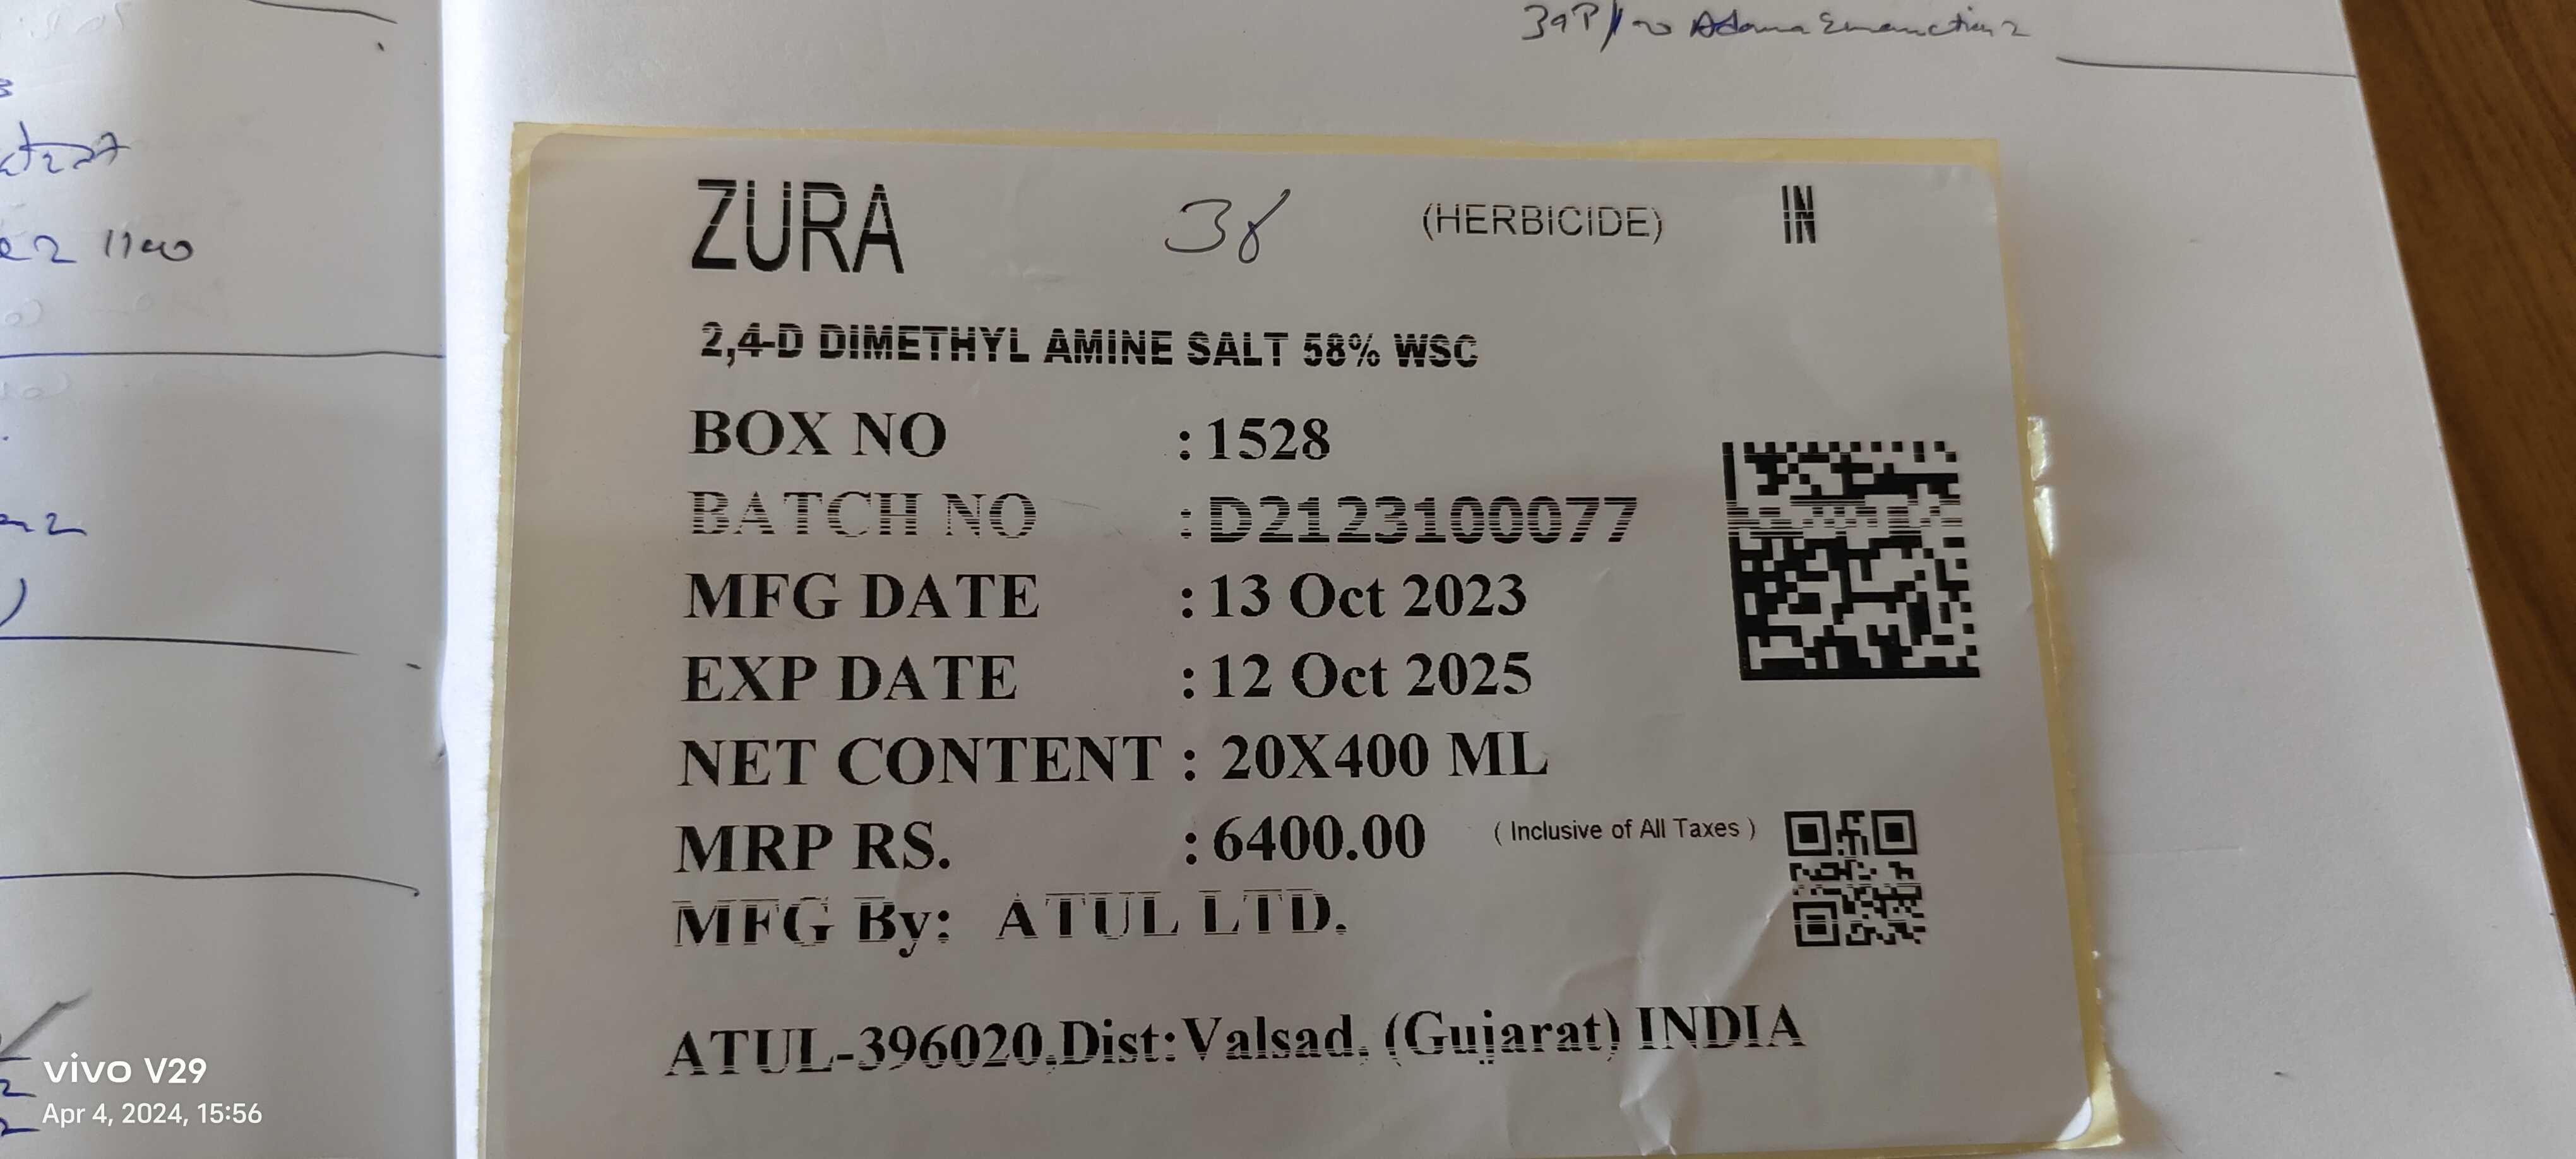 ZURA 38 (HERBICIDE) IN
2,4-D DIMETHYL AMINE SALT 58% WSC
BOX NO : 1528
BATCH NO : D2123100077
MFG DATE : 13 Oct 2023
EXP DATE : 12 Oct 2025
NET CONTENT : 20X400 ML
MRP RS. : 6400.00 ( Inclusive of All Taxes )
MFG By: ATUL LTD.
ATUL-396020,Dist:Valsad, (Gujarat) INDIA
vivo V29
Apr 4, 2024, 15:56